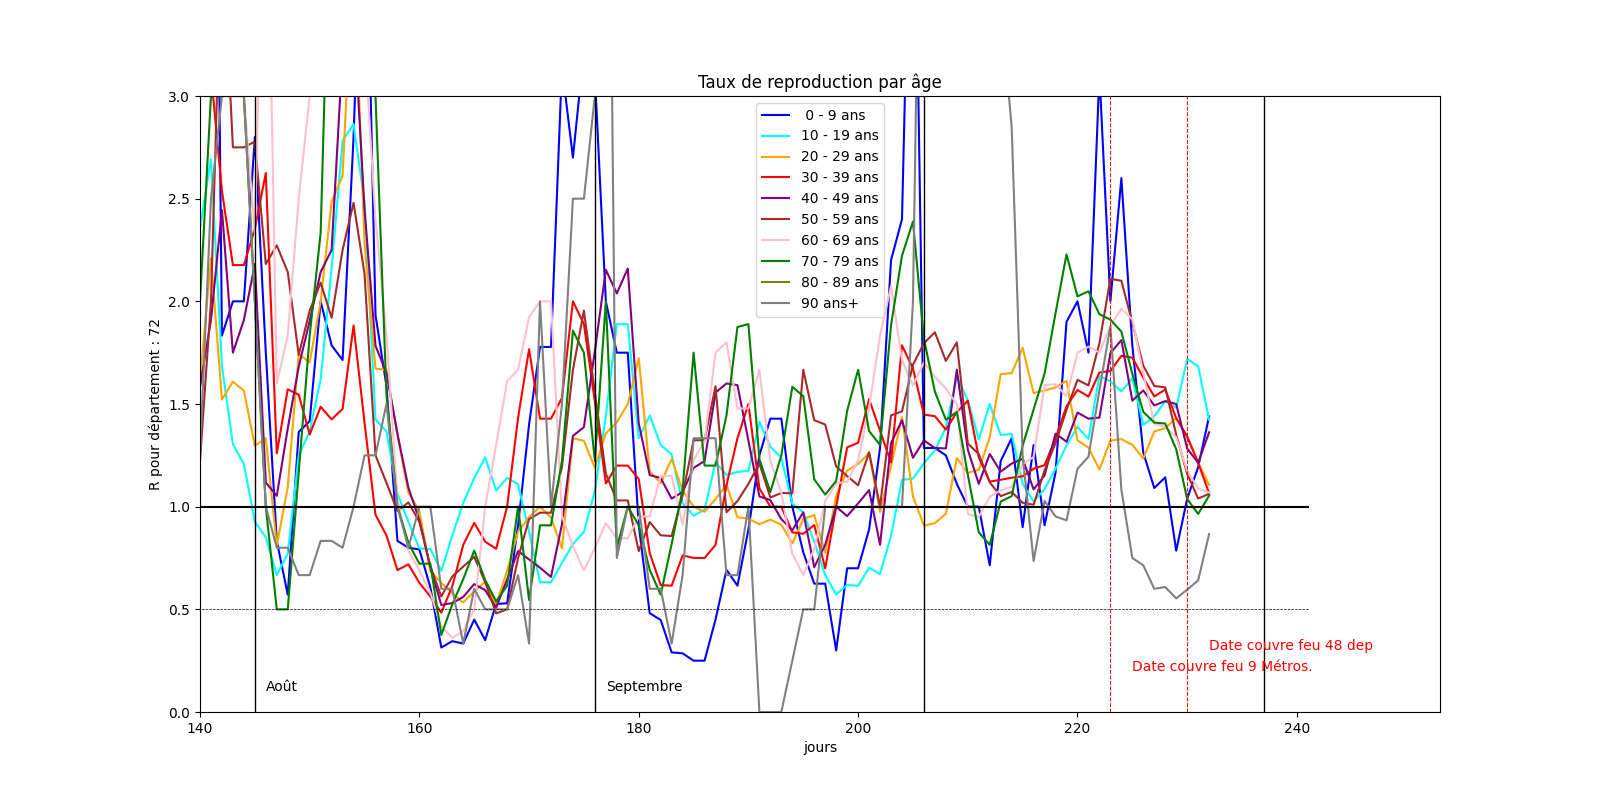 Taux de reproduction par âge
3.0
2.5
2.0
1.5
1.0
0.5
0.0
R pour département : 72
0 - 9 ans
10 - 19 ans
20 - 29 ans
30 - 39 ans
40 - 49 ans
50 - 59 ans
60 - 69 ans
70 - 79 ans
80 - 89 ans
90 ans+
Date couvre feu 48 dep
Date couvre feu 9 Métros.
Août
Septembre
140
160
180
200
220
240
jours